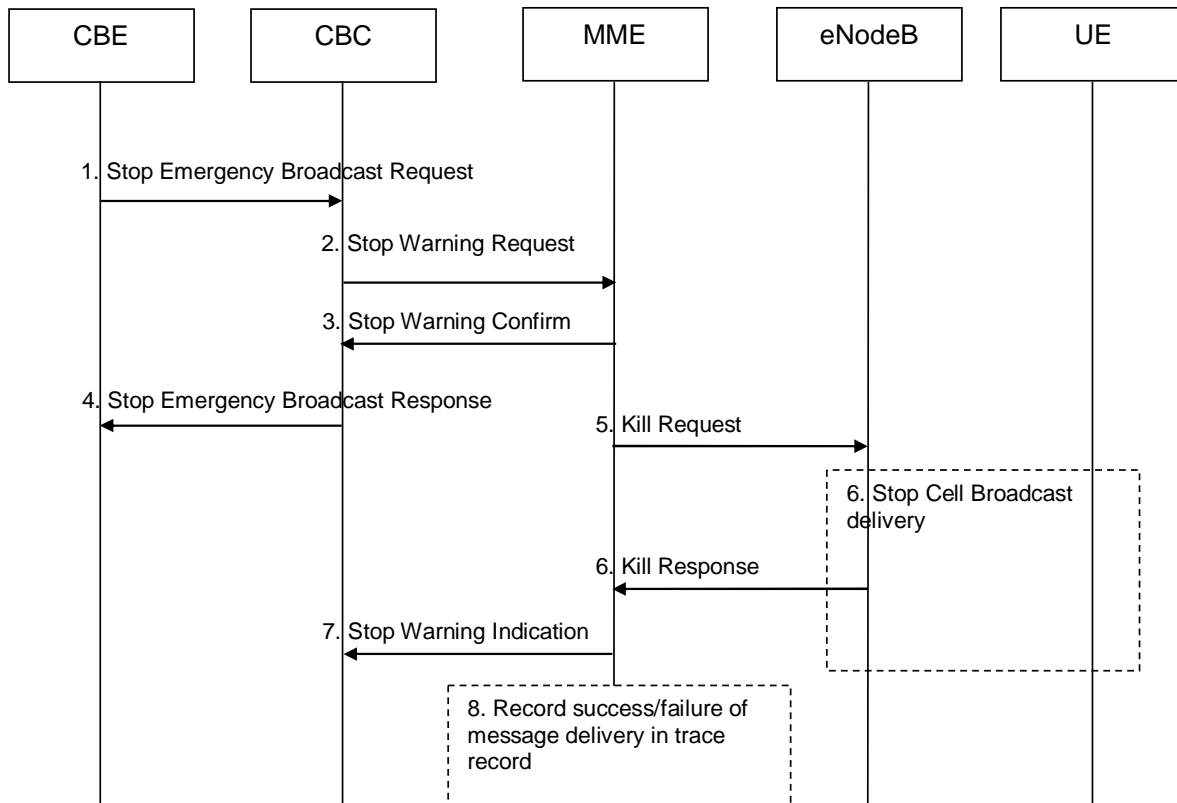 CBE
CBC
MME
eNodeB
UE
1. Stop Emergency Broadcast Request
2. Stop Warning Request
3. Stop Warning Confirm
4. Stop Emergency Broadcast Response
5. Kill Request
6. Stop Cell Broadcast
delivery
6. Kill Response
7. Stop Warning Indication
8. Record success/failure of
message delivery in trace
record